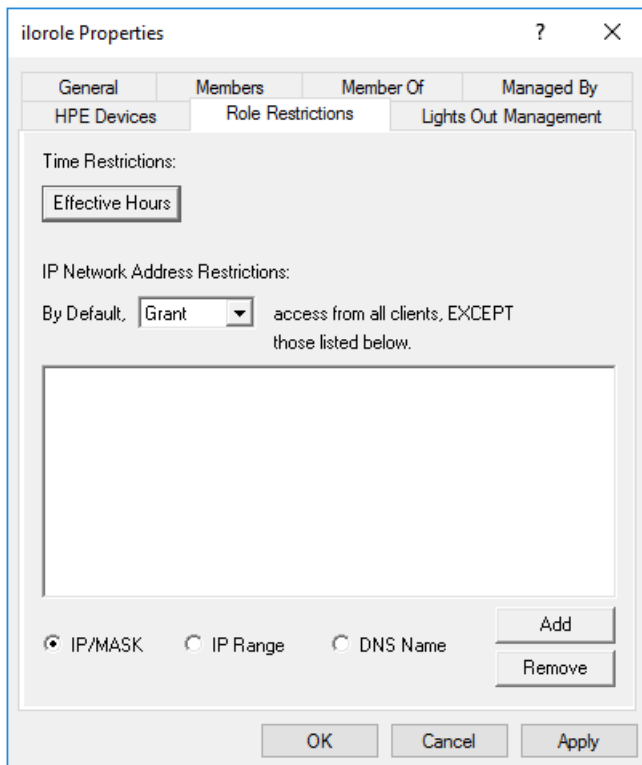 ilorole Properties ?
General Members Member Of Managed By
HPE Devices Role Restrictions Lights Out Management
Time Restrictions:
Effective Hours
IP Network Address Restrictions:
By Default, Grant access from all clients, EXCEPT
those listed below.
IP/MASK IP Range DNS Name
Add
Remove
OK Cancel Apply